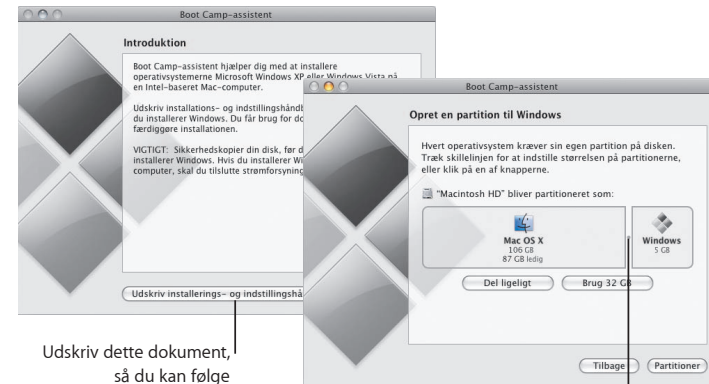 Boot Camp-assistent
Introduktion
Boot Camp-assistent hjælper dig med at installere
operativsystemerne Microsoft Windows XP eller Windows Vista på
en Intel-baseret Mac-computer.
Udskriv installations- og indstillingshåndb
du installerer Windows. Du får brug for do
færdiggøre installationen.
VIGTIGT: Sikkerhedskopier din disk, før d
installerer Windows. Hvis du installerer Wi
computer, skal du tilslutte strømforsyning
Udskriv installerings- og indstillingshå
Udskriv dette dokument,
så du kan følge
Boot Camp-assistent
Opret en partition til Windows
Hvert operativsystem kræver sin egen partition på disken.
Træk skillelinjen for at indstille størrelsen på partitionerne,
eller klik på en af knapperne.
"Macintosh HD" bliver partitioneret som:
Mac OS X
106 GB
87 GB ledig
Windows
5 GB
Del ligeligt
Brug 32 GB
Tilbage
Partitioner